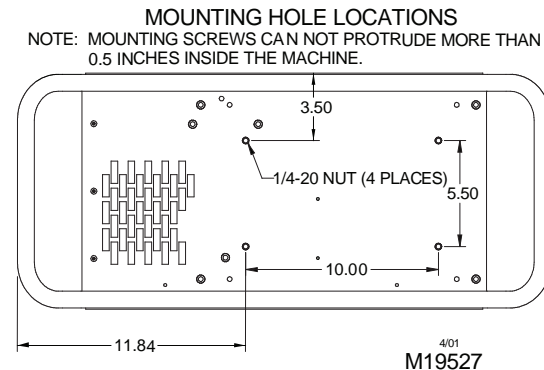 MOUNTING HOLE LOCATIONS
NOTE: MOUNTING SCREWS CAN NOT PROTRUDE MORE THAN
0.5 INCHES INSIDE THE MACHINE.
3.50
1/4-20 NUT (4 PLACES)
5.50
10.00
11.84
4/01
M19527